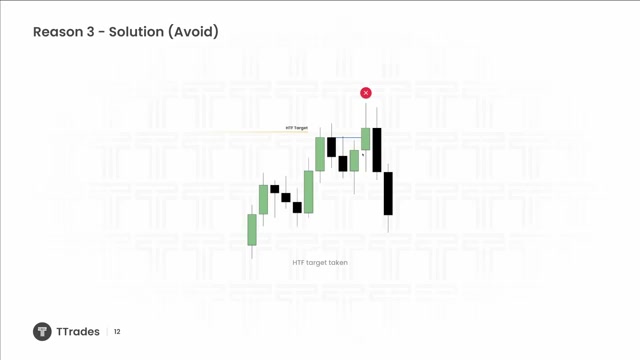 Reason 3 - Solution (Avoid)
HTF Target
HTF target taken
TTrades
12